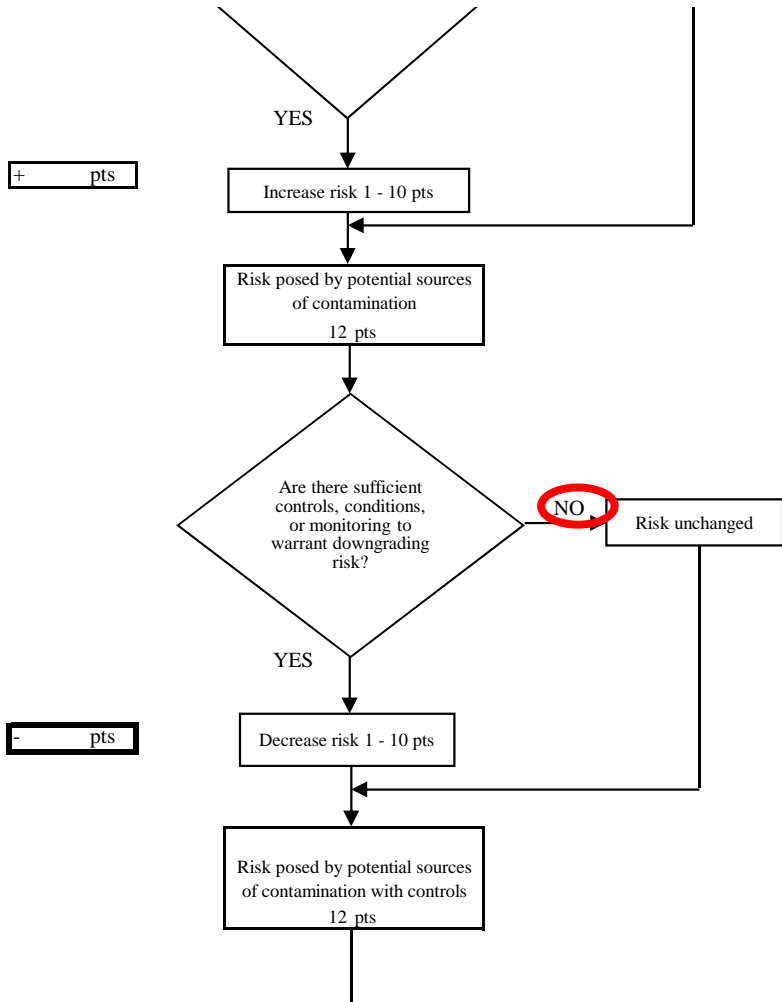 YES
+ pts
Increase risk 1 - 10 pts
Risk posed by potential sources
of contamination
12 pts
Are there sufficient
controls, conditions,
or monitoring to
warrant downgrading
risk?
NO
Risk unchanged
YES
- pts
Decrease risk 1 - 10 pts
Risk posed by potential sources
of contamination with controls
12 pts